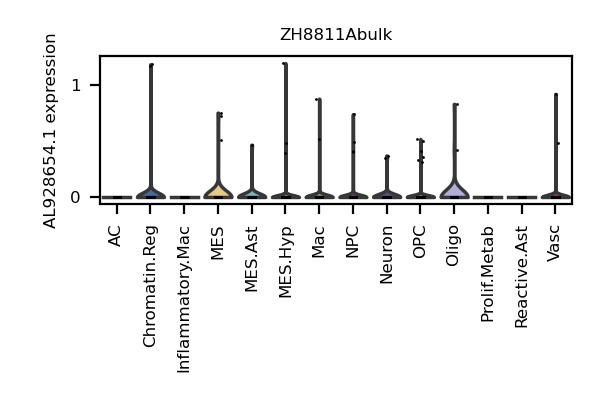 ZH8811Abulk
AL928654.1 expression
1
0
AC
Chromatin.Reg
Inflammatory.Mac
MES
MES.Ast
MES.Hyp
Mac
NPC
Neuron
OPC
Oligo
Prolif.Metab
Reactive.Ast
Vasc